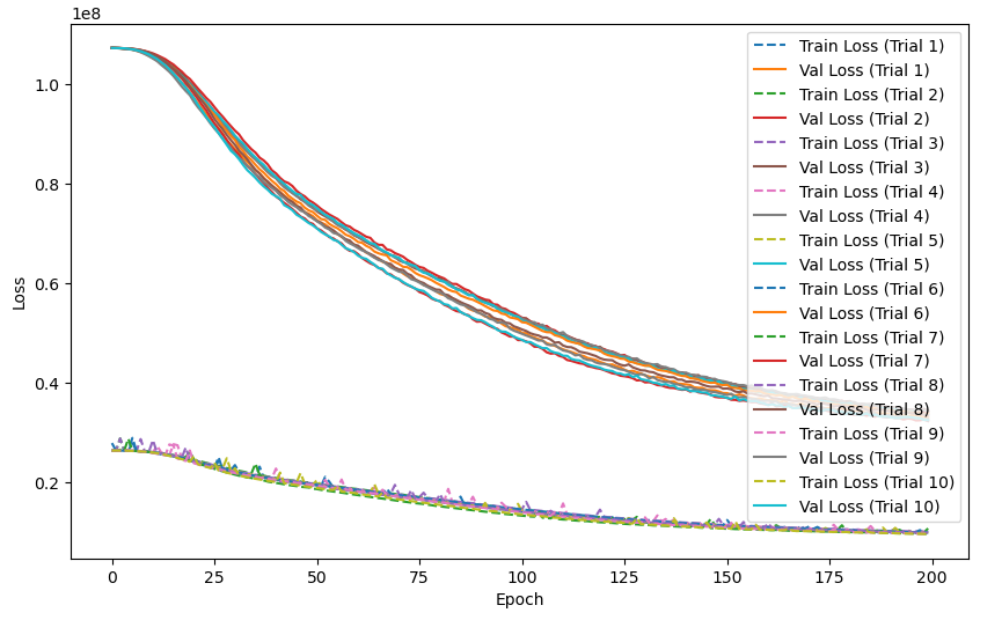 1e8
1.0
0.8
0.6
0.4
0.2
Loss
0
25
50
75
100
125
150
175
200
Epoch
Train Loss (Trial 1)
Val Loss (Trial 1)
Train Loss (Trial 2)
Val Loss (Trial 2)
Train Loss (Trial 3)
Val Loss (Trial 3)
Train Loss (Trial 4)
Val Loss (Trial 4)
Train Loss (Trial 5)
Val Loss (Trial 5)
Train Loss (Trial 6)
Val Loss (Trial 6)
Train Loss (Trial 7)
Val Loss (Trial 7)
Train Loss (Trial 8)
Val Loss (Trial 8)
Train Loss (Trial 9)
Val Loss (Trial 9)
Train Loss (Trial 10)
Val Loss (Trial 10)